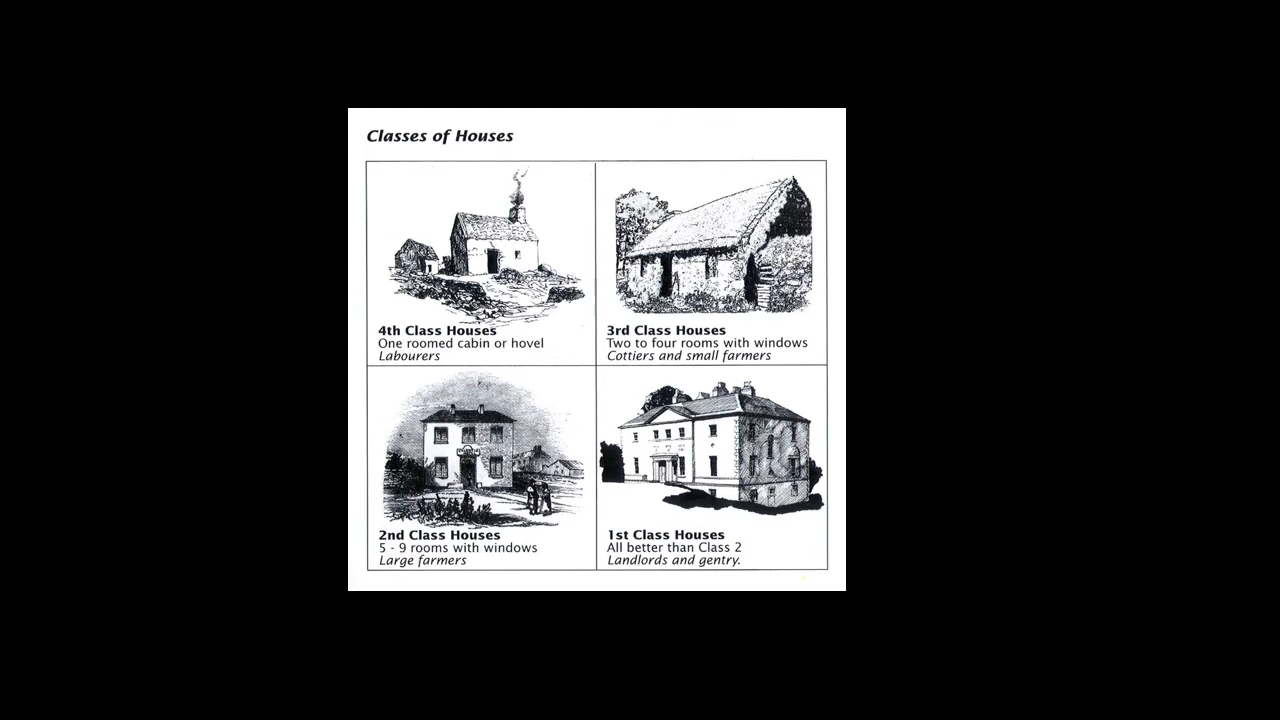 Classes of Houses
4th Class Houses
One roomed cabin or hovel
Labourers
3rd Class Houses
Two to four rooms with windows
Cottiers and small farmers
2nd Class Houses
5 - 9 rooms with windows
Large farmers
1st Class Houses
All better than Class 2
Landlords and gentry.